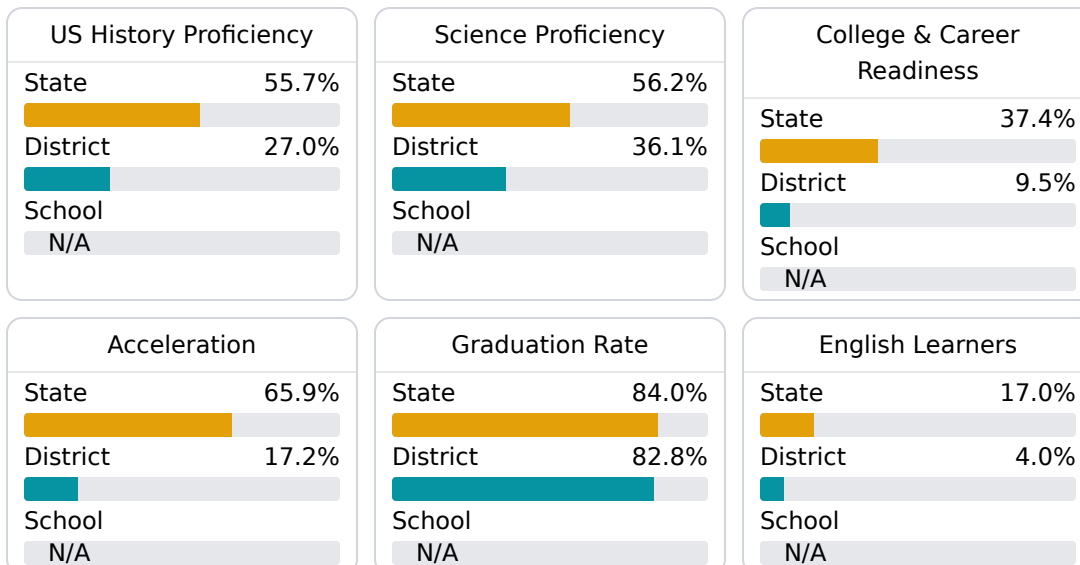 US History Proficiency
State 55.7%
District 27.0%
School
N/A
Science Proficiency
State 56.2%
District 36.1%
School
N/A
College & Career
Readiness
State 37.4%
District 9.5%
School
N/A
Acceleration
State 65.9%
District 17.2%
School
N/A
Graduation Rate
State 84.0%
District 82.8%
School
N/A
English Learners
State 17.0%
District 4.0%
School
N/A